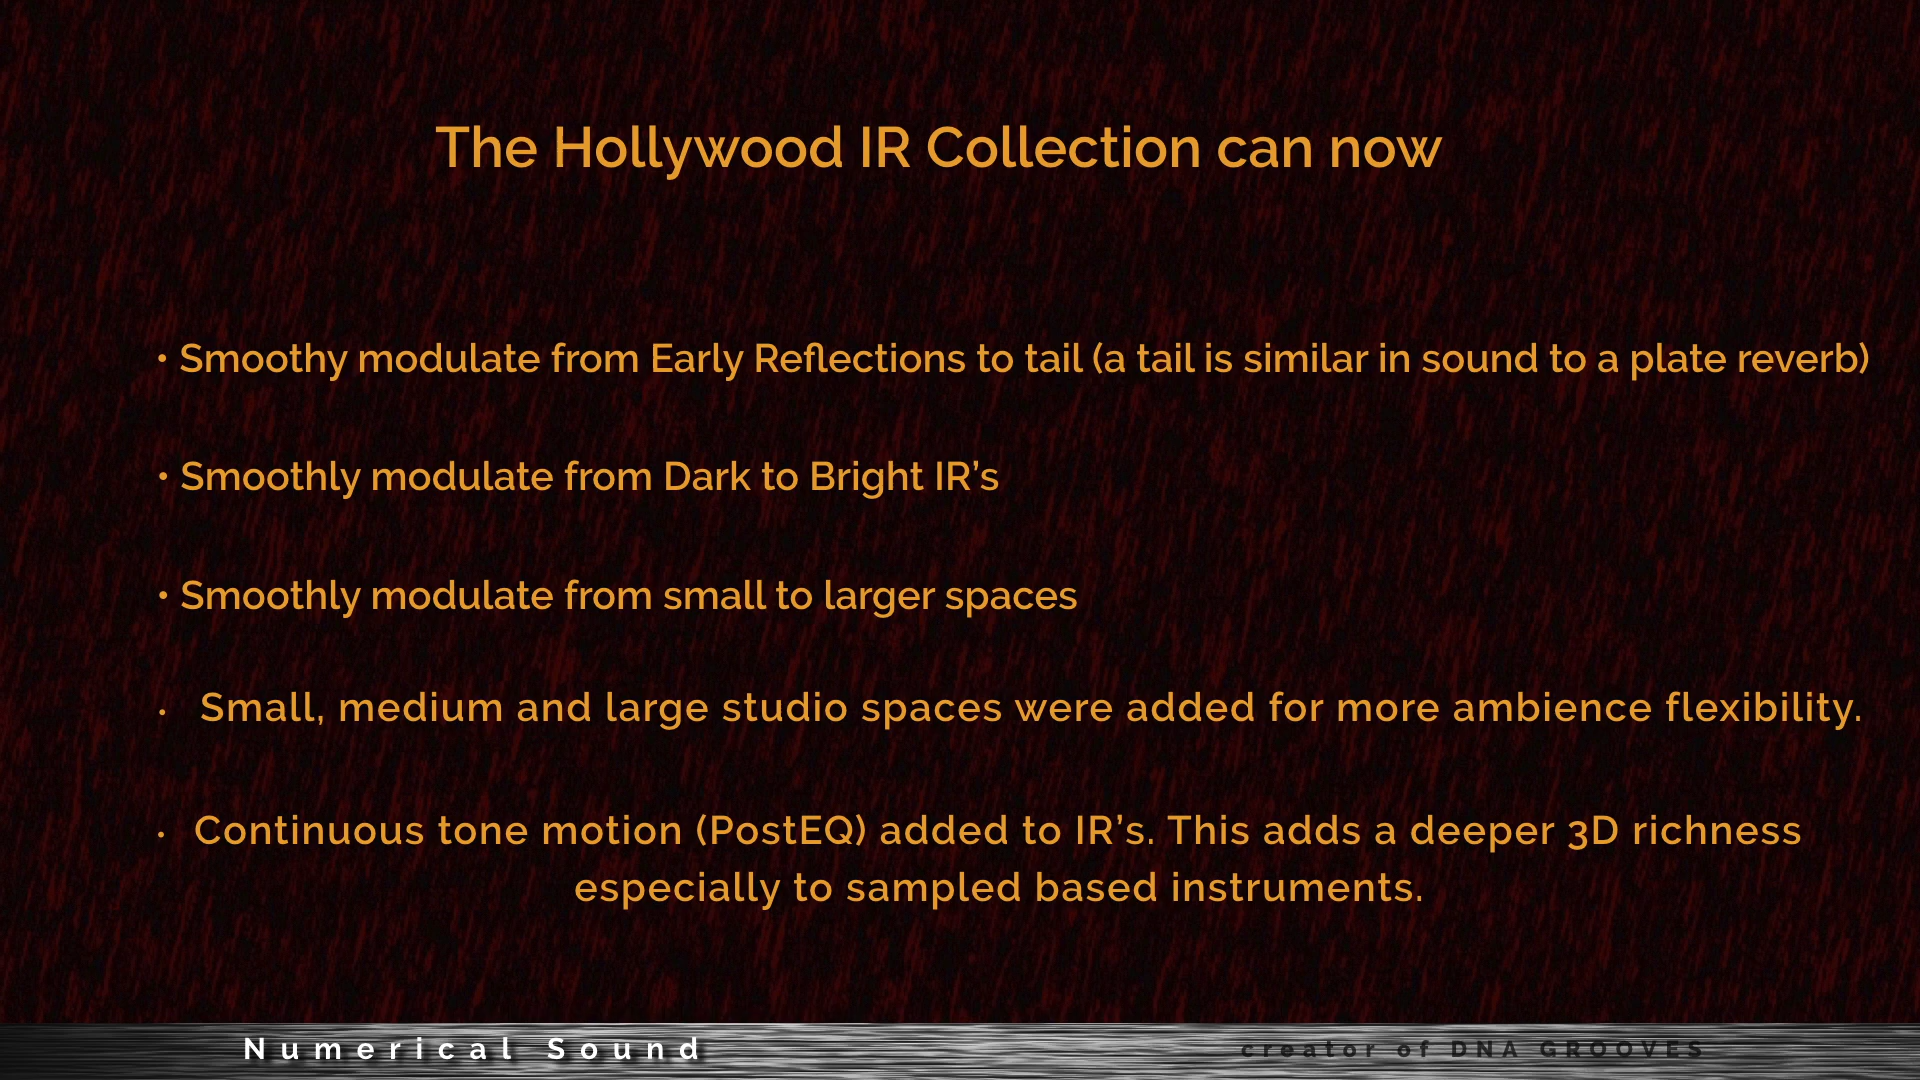 The Hollywood IR Collection can now
• Smoothy modulate from Early Reflections to tail (a tail is similar in sound to a plate reverb)
• Smoothly modulate from Dark to Bright IR’s
• Smoothly modulate from small to larger spaces
• Small, medium and large studio spaces were added for more ambience flexibility.
• Continuous tone motion (PostEQ) added to IR’s. This adds a deeper 3D richness
especially to sampled based instruments.
Numerical Sound
creator of DNA GROOVES